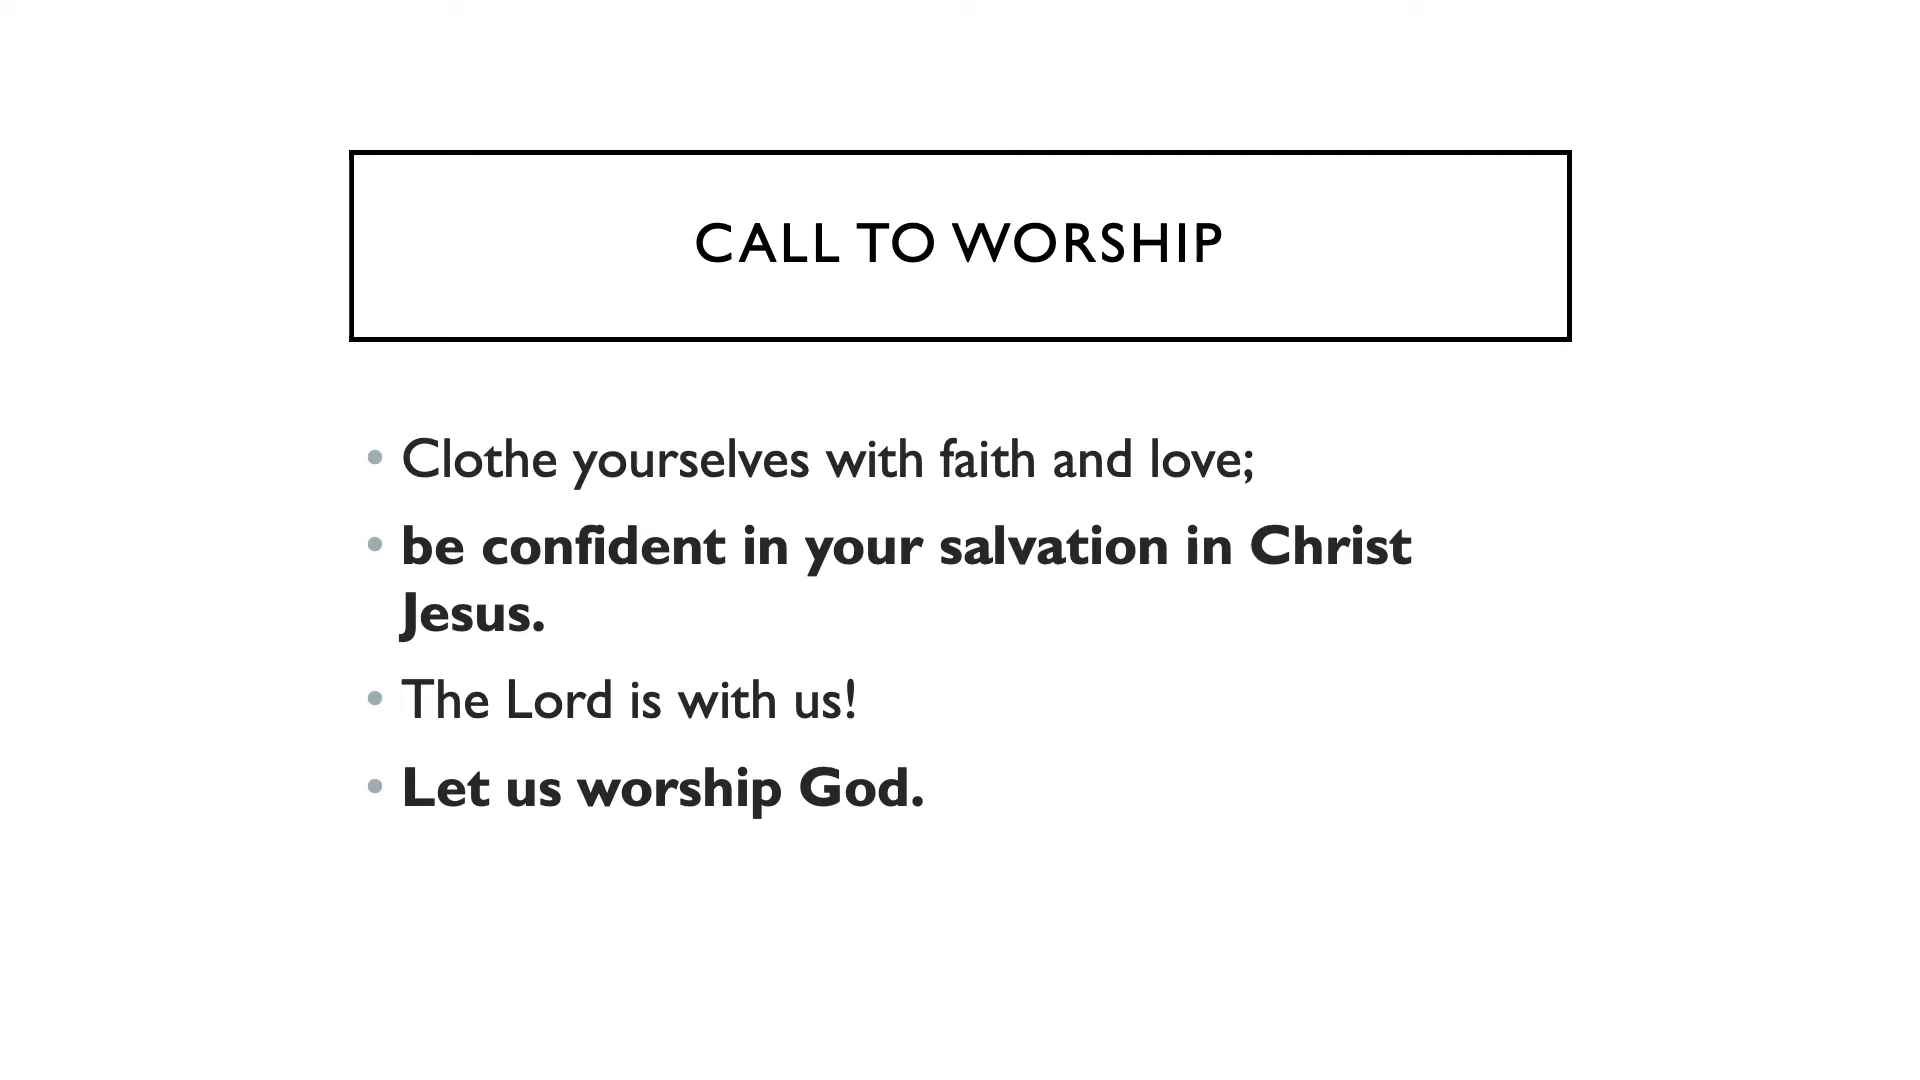 CALL TO WORSHIP
• Clothe yourselves with faith and love;
• be confident in your salvation in Christ
Jesus.
• The Lord is with us!
• Let us worship God.